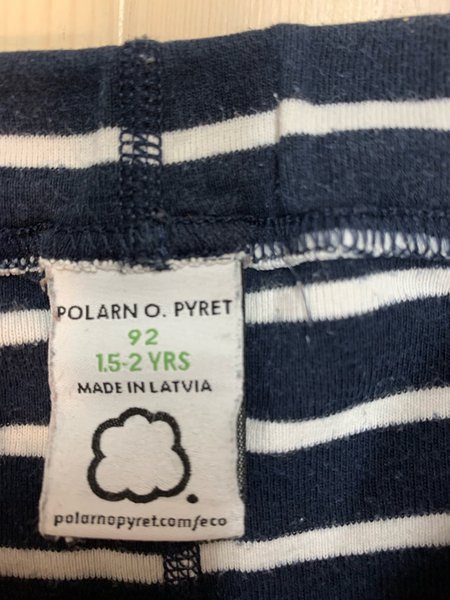 POLARN O. PYRET
92
1.5-2 YRS
MADE IN LATVIA
polarnopyret.com/eco